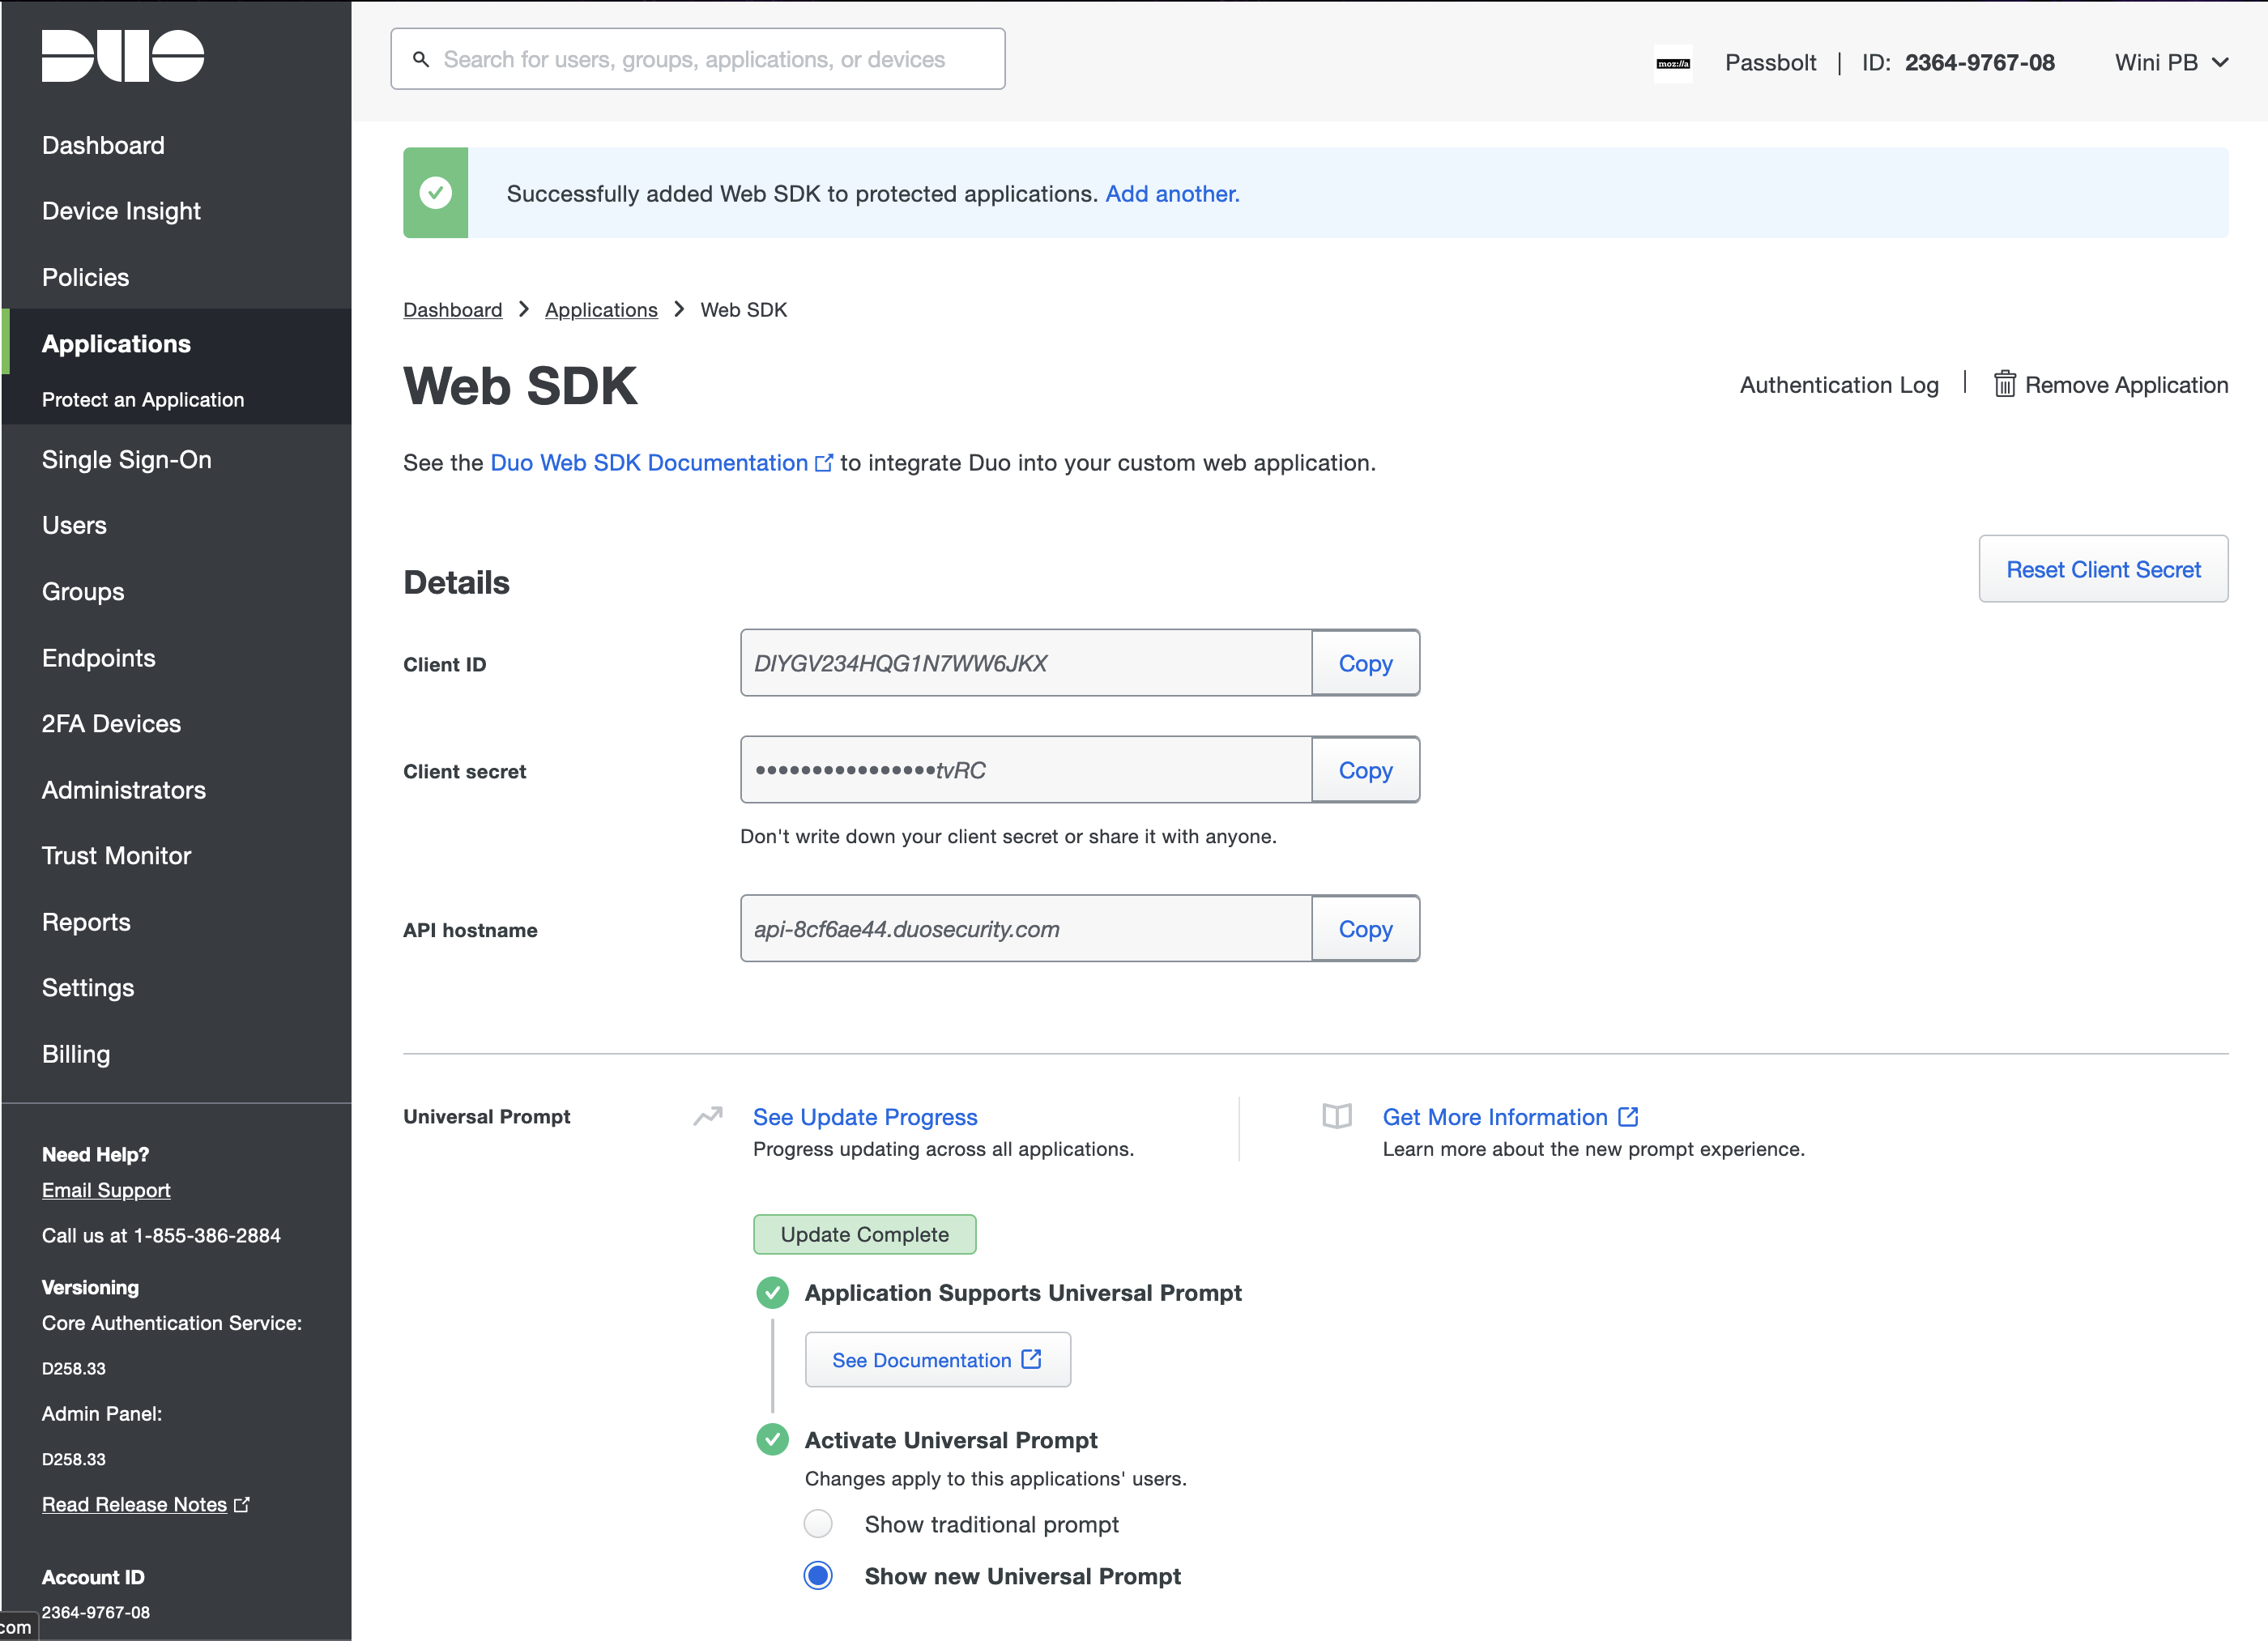 DUO
Search for users, groups, applications, or devices
moz://a
Passbolt | ID: 2364-9767-08
Wini PB
Dashboard
Device Insight
Policies
Applications
Protect an Application
Single Sign-On
Users
Groups
Endpoints
2FA Devices
Administrators
Trust Monitor
Reports
Settings
Billing
Need Help?
Email Support
Call us at 1-855-386-2884
Versioning
Core Authentication Service:
D258.33
Admin Panel:
D258.33
Read Release Notes
Account ID
2364-9767-08
com
Successfully added Web SDK to protected applications. Add another.
Dashboard > Applications > Web SDK
Web SDK
Authentication Log | Remove Application
See the Duo Web SDK Documentation to integrate Duo into your custom web application.
Details
Reset Client Secret
Client ID
DIYGV234HQG1N7WW6JKX
Copy
Client secret
••••••••••••••••tvRC
Copy
Don't write down your client secret or share it with anyone.
API hostname
api-8cf6ae44.duosecurity.com
Copy
Universal Prompt
See Update Progress
Progress updating across all applications.
Get More Information
Learn more about the new prompt experience.
Update Complete
Application Supports Universal Prompt
See Documentation
Activate Universal Prompt
Changes apply to this applications' users.
Show traditional prompt
Show new Universal Prompt